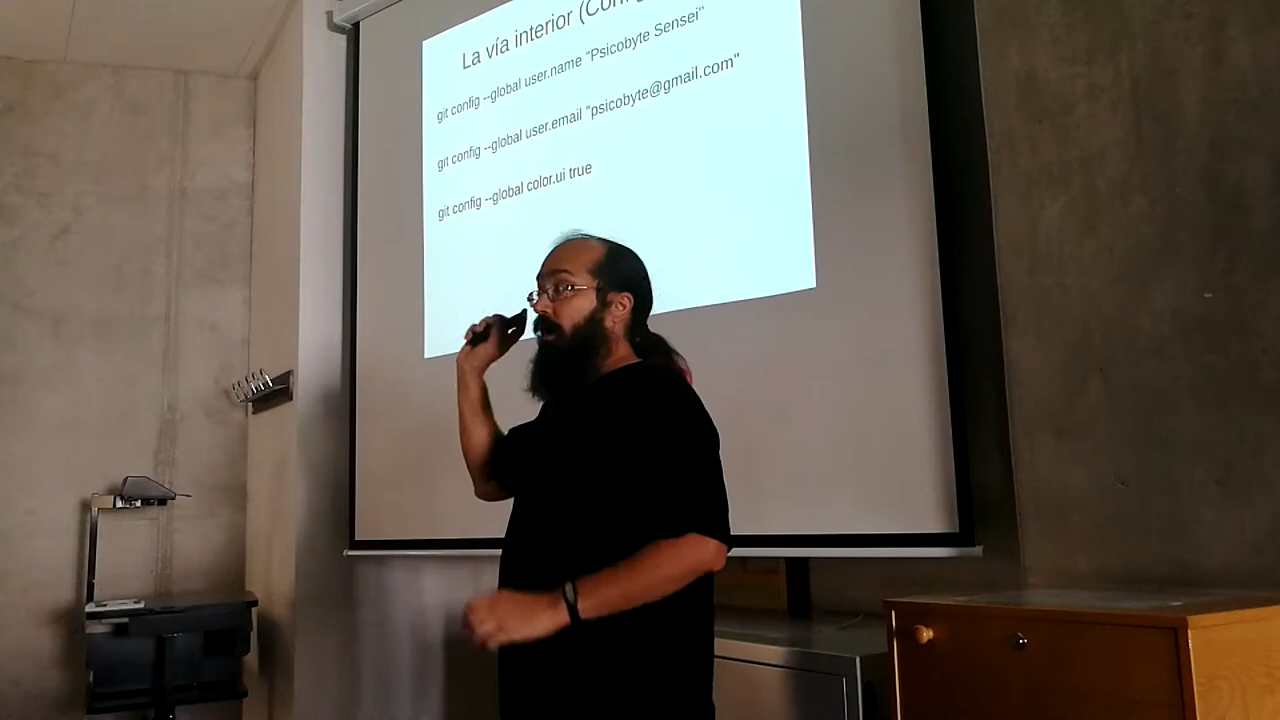 La vía interior
git config --global user.name "Psicobyte Sensei"
git config --global user.email "psicobyte@gmail.com"
git config --global color.ui true